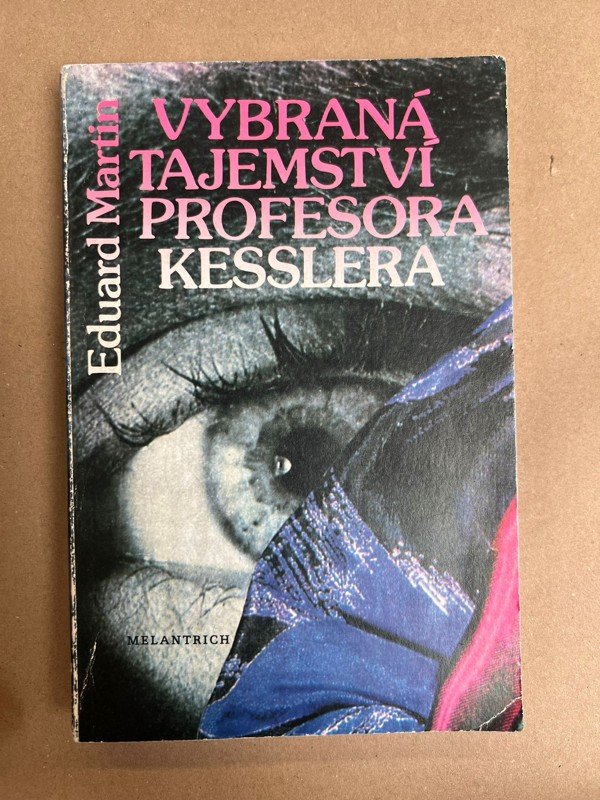 Eduard Martin
VYBRANÁ
TAJEMSTVÍ
PROFESORA
KESSLERA
MELANTRICH